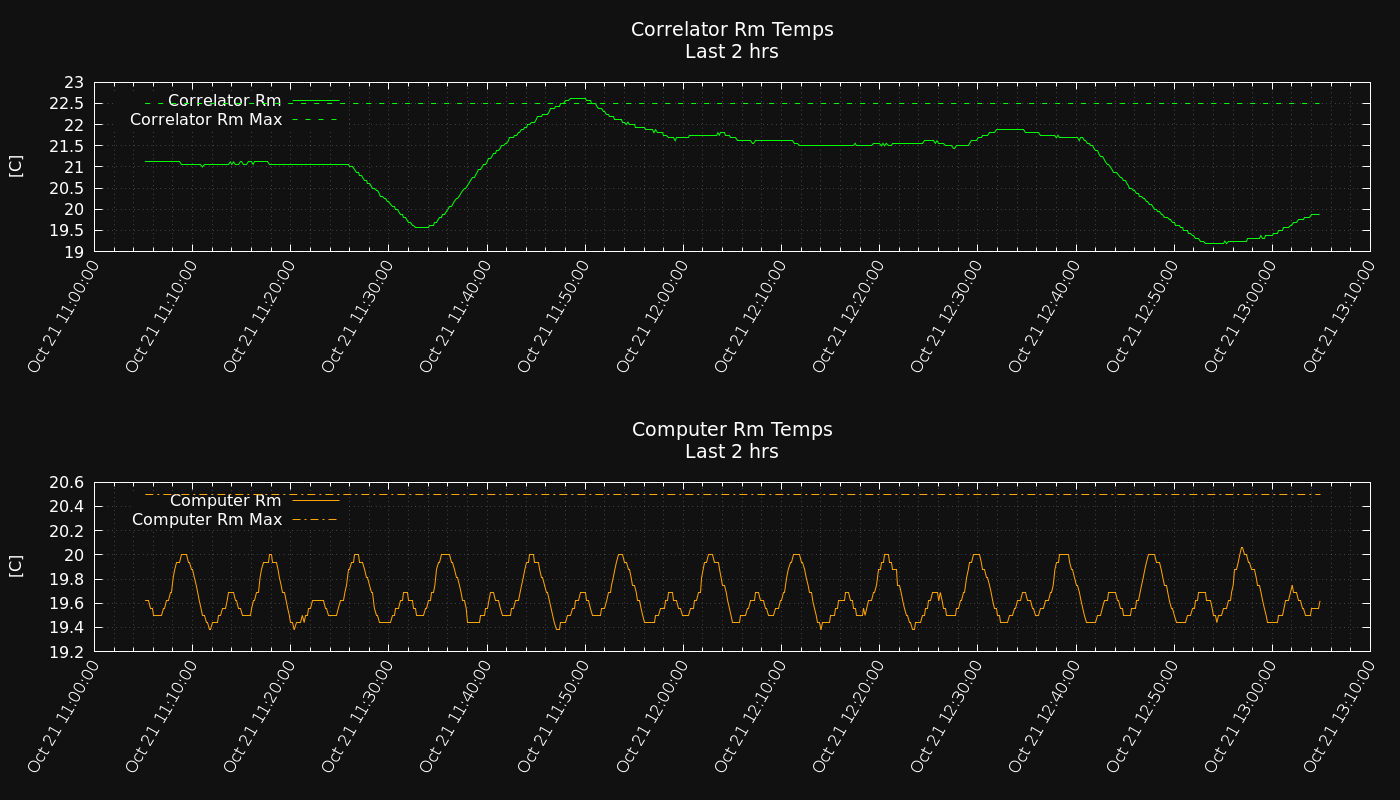 Correlator Rm Temps
Last 2 hrs
23
22.5
22
21.5
21
20.5
20
19.5
19
[C]
Correlator Rm
Correlator Rm Max
Oct 21 11:00:00
Oct 21 11:10:00
Oct 21 11:20:00
Oct 21 11:30:00
Oct 21 11:40:00
Oct 21 11:50:00
Oct 21 12:00:00
Oct 21 12:10:00
Oct 21 12:20:00
Oct 21 12:30:00
Oct 21 12:40:00
Oct 21 12:50:00
Oct 21 13:00:00
Oct 21 13:10:00
Computer Rm Temps
Last 2 hrs
20.6
20.4
20.2
20
19.8
19.6
19.4
19.2
[C]
Computer Rm
Computer Rm Max
Oct 21 11:00:00
Oct 21 11:10:00
Oct 21 11:20:00
Oct 21 11:30:00
Oct 21 11:40:00
Oct 21 11:50:00
Oct 21 12:00:00
Oct 21 12:10:00
Oct 21 12:20:00
Oct 21 12:30:00
Oct 21 12:40:00
Oct 21 12:50:00
Oct 21 13:00:00
Oct 21 13:10:00